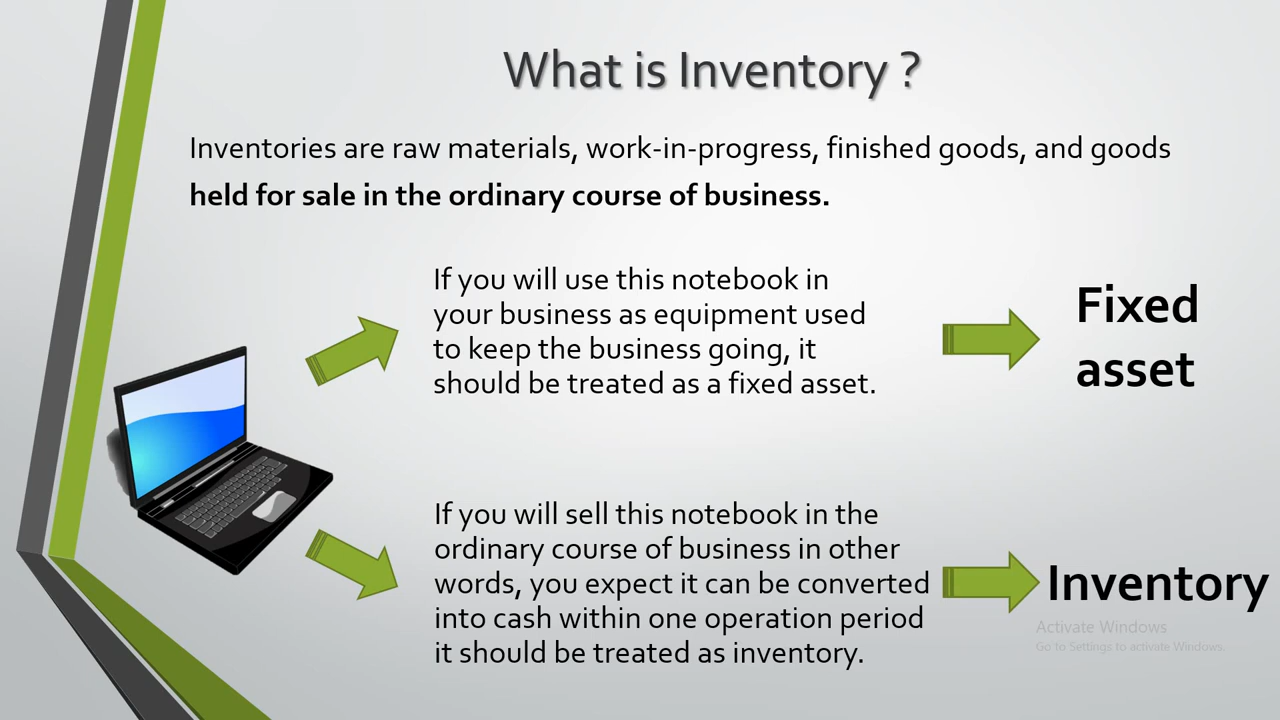 What is Inventory ?
Inventories are raw materials, work-in-progress, finished goods, and goods
held for sale in the ordinary course of business.
If you will use this notebook in
your business as equipment used
to keep the business going, it
should be treated as a fixed asset.
Fixed
asset
If you will sell this notebook in the
ordinary course of business in other
words, you expect it can be converted
into cash within one operation period
it should be treated as inventory.
Inventory
Activate Windows
Go to Settings to activate Windows.